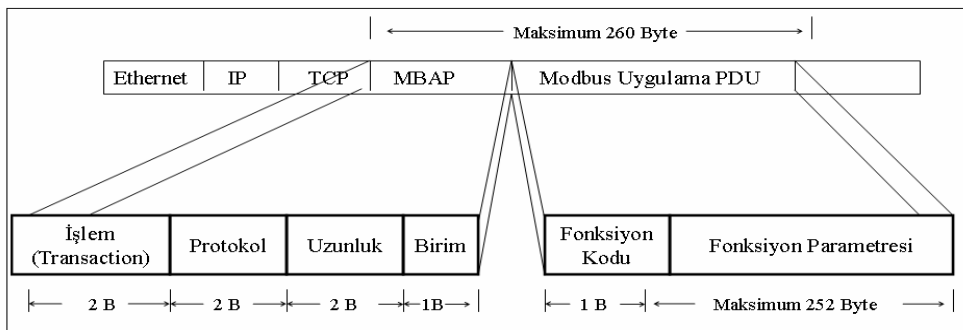 Maksimum 260 Byte
Ethernet IP TCP MBAP Modbus Uygulama PDU
İşlem (Transaction) Protokol Uzunluk Birim Fonksiyon Kodu Fonksiyon Parametresi
2 B 2 B 2 B 1B 1 B Maksimum 252 Byte